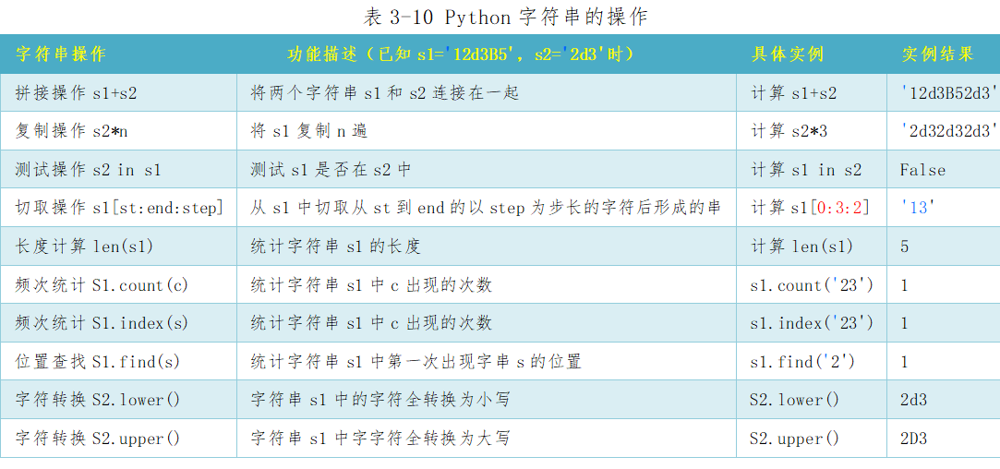 表 3-10 Python 字符串的操作
字符串操作 功能描述（已知 s1='12d3B5', s2='2d3'时） 具体实例 实例结果
拼接操作 s1+s2 将两个字符串 s1 和 s2 连接在一起 计算 s1+s2 '12d3B52d3'
复制操作 s2*n 将 s1 复制 n 遍 计算 s2*3 '2d32d32d3'
测试操作 s2 in s1 测试 s1 是否在 s2 中 计算 s1 in s2 False
切取操作 s1[st:end:step] 从 s1 中切取从 st 到 end 的以 step 为步长的字符后形成的串 计算 s1[0:3:2] '13'
长度计算 len(s1) 统计字符串 s1 的长度 计算 len(s1) 5
频次统计 S1.count(c) 统计字符串 s1 中 c 出现的次数 s1.count('23') 1
频次统计 S1.index(s) 统计字符串 s1 中 c 出现的次数 s1.index('23') 1
位置查找 S1.find(s) 统计字符串 s1 中第一次出现字串 s 的位置 s1.find('2') 1
字符转换 S2.lower() 字符串 s1 中的字符全转换为小写 S2.lower() 2d3
字符转换 S2.upper() 字符串 s1 中字字符全转换为大写 S2.upper() 2D3